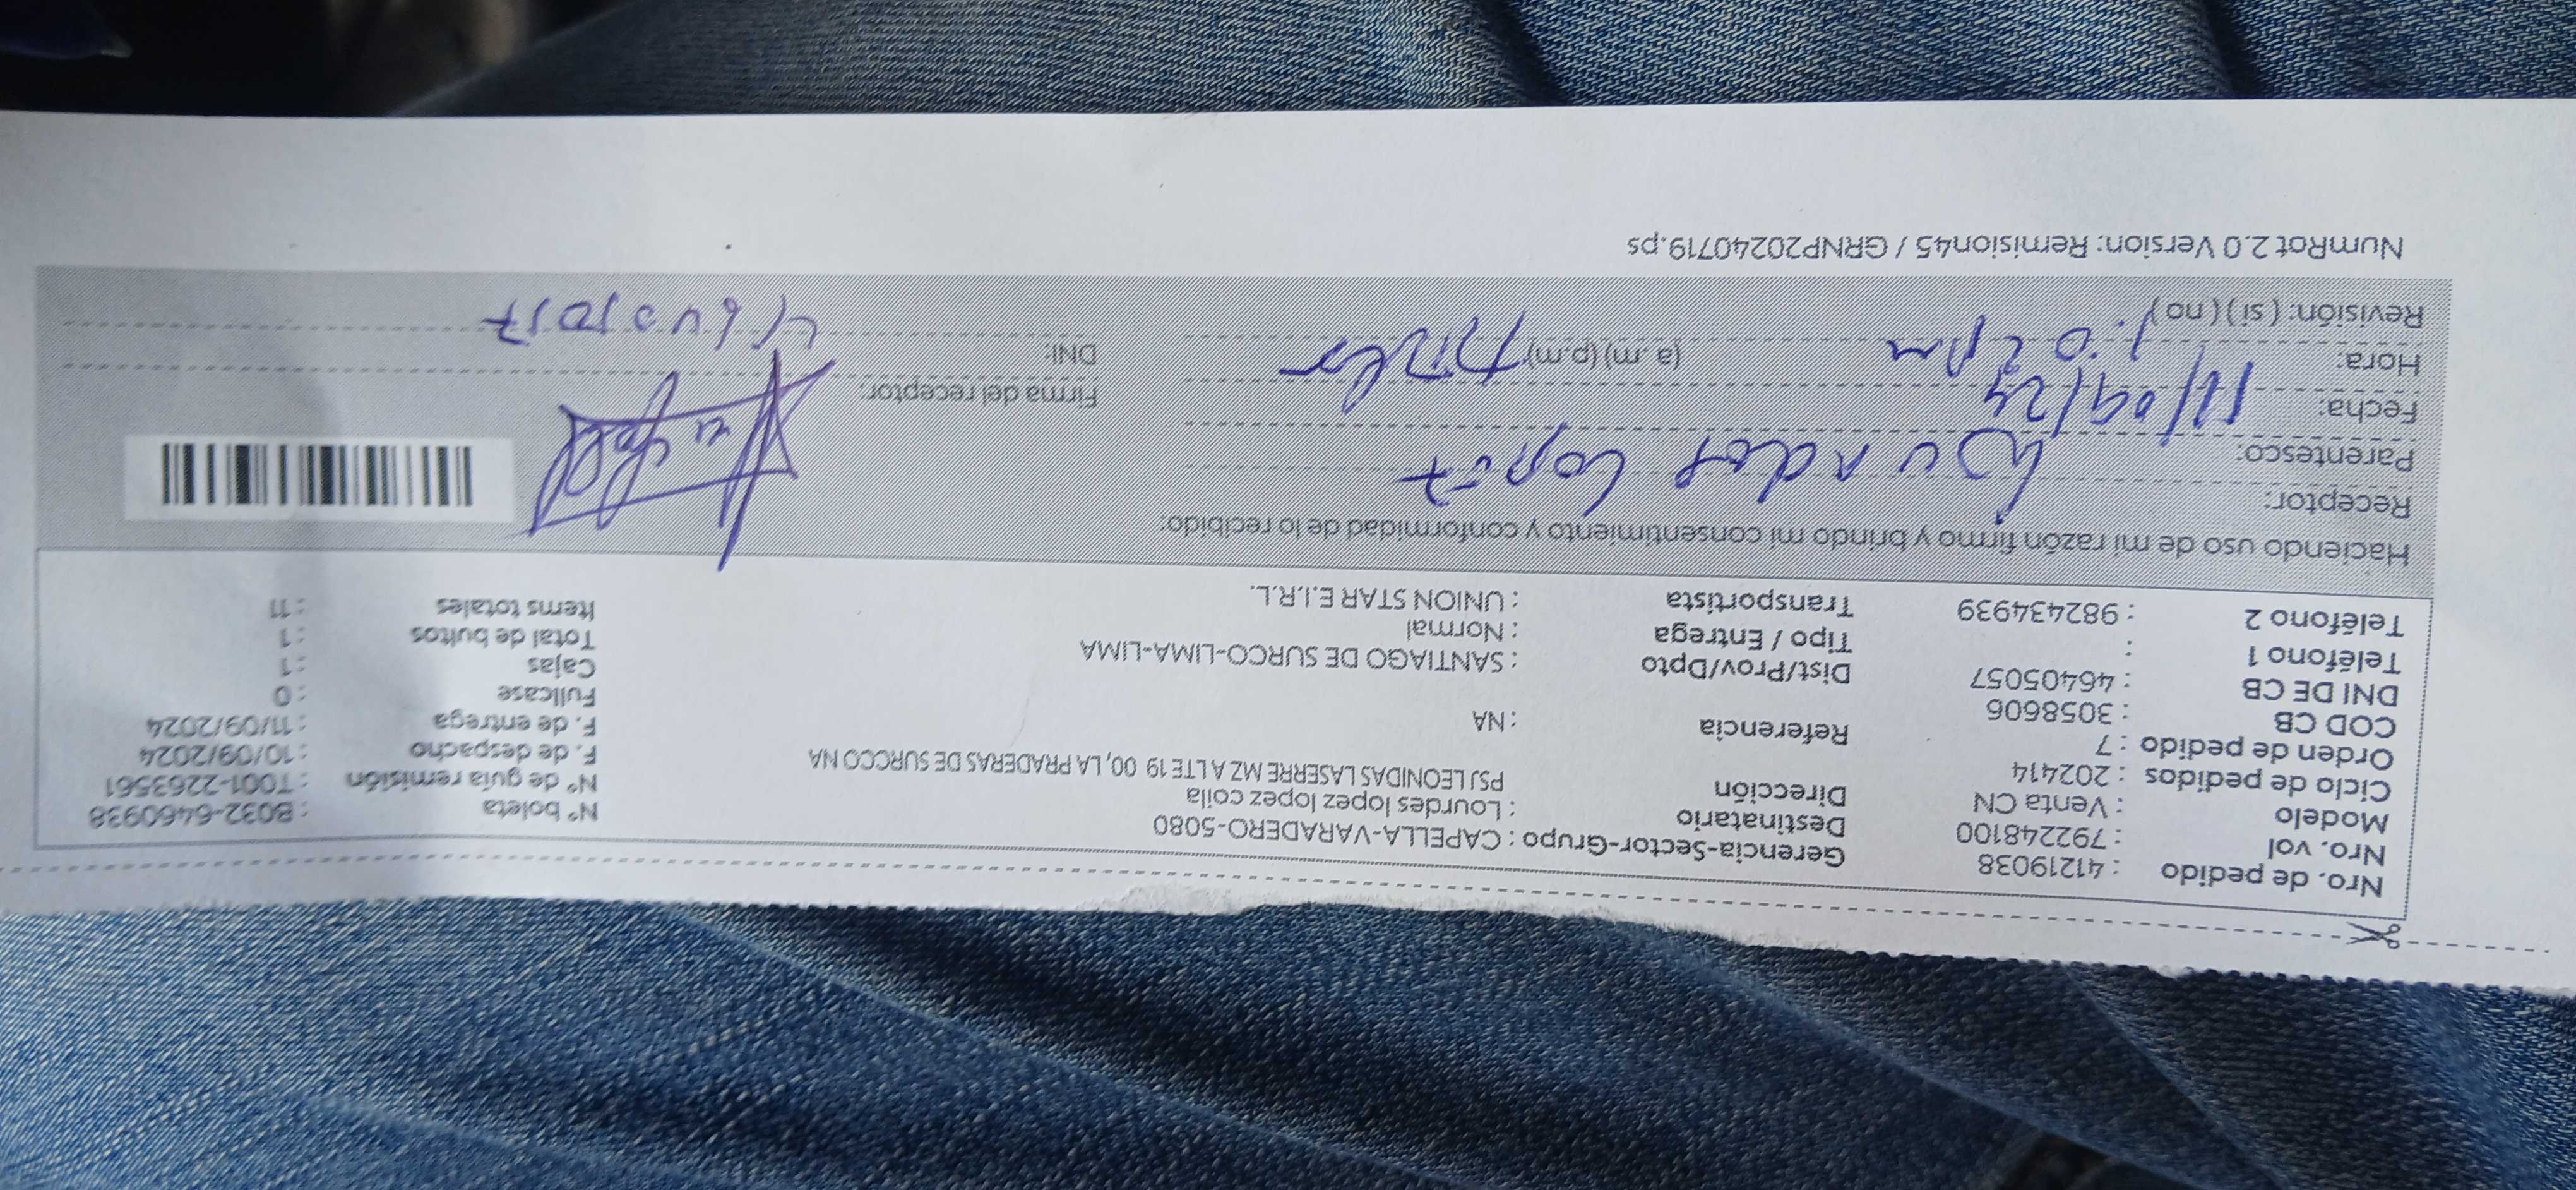 Nro. de pedido : 41219038 Gerencia-Sector-Grupo : CAPELLA-VARADERO-5080 N° boleta : B032-6460938
Nro. vol : 792248100 Destinatario : Lourdes lopez lopez colla N° de guía remisión : T001-2263561
Modelo : Venta CN Dirección PSJ LEONIDAS LASERRE MZ A LTE 19 00, LA PRADERAS DE SURCCO NA F. de despacho : 10/09/2024
Ciclo de pedidos : 202414 F. de entrega : 11/09/2024
Orden de pedido : 7 Referencia : NA Fullcase : 0
COD CB : 3058606 Cajas : 1
DNI DE CB : 46405057 Dist/Prov/Dpto : SANTIAGO DE SURCO-LIMA-LIMA Total de bultos : 1
Teléfono 1 : Tipo / Entrega : Normal Items totales : 11
Teléfono 2 : 982434939 Transportista : UNION STAR E.I.R.L.
Haciendo uso de mi razón firmo y brindo mi consentimiento y conformidad de lo recibido:
Receptor: Lourdes Lopez
Parentesco:
Fecha: 11/09/24 Firma del receptor:
Hora: (a.m) (p.m) DNI: 46405057
Revisión: ( si ) ( no )
NumRot 2.0 Version: Remision45 / GRNP20240719.ps